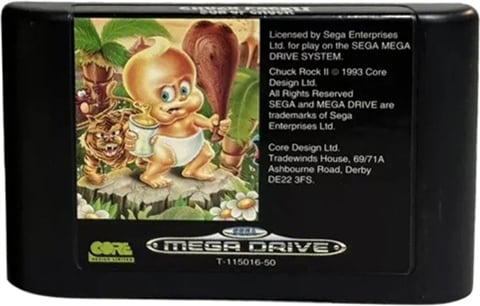 Licensed by Sega Enterprises
Ltd. for play on the SEGA MEGA
DRIVE SYSTEM.
Chuck Rock II © 1993 Core
Design Ltd.
All Rights Reserved
SEGA and MEGA DRIVE are
trademarks of Sega
Enterprises Ltd.
Core Design Ltd.
Tradewinds House, 69/71A
Ashbourne Road, Derby
DE22 3FS.
CORE
DESIGN LIMITED
SEGA
MEGA DRIVE
T-115016-50